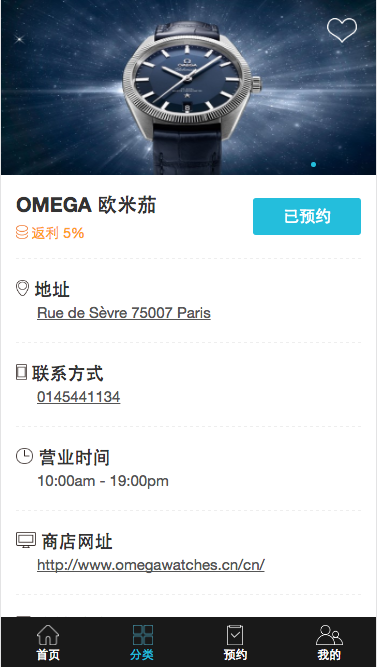 OMEGA
OMEGA 欧米茄
已预约
返利 5%
地址
Rue de Sèvre 75007 Paris
联系方式
0145441134
营业时间
10:00am - 19:00pm
商店网址
http://www.omegawatches.cn/cn/
首页
分类
预约
我的